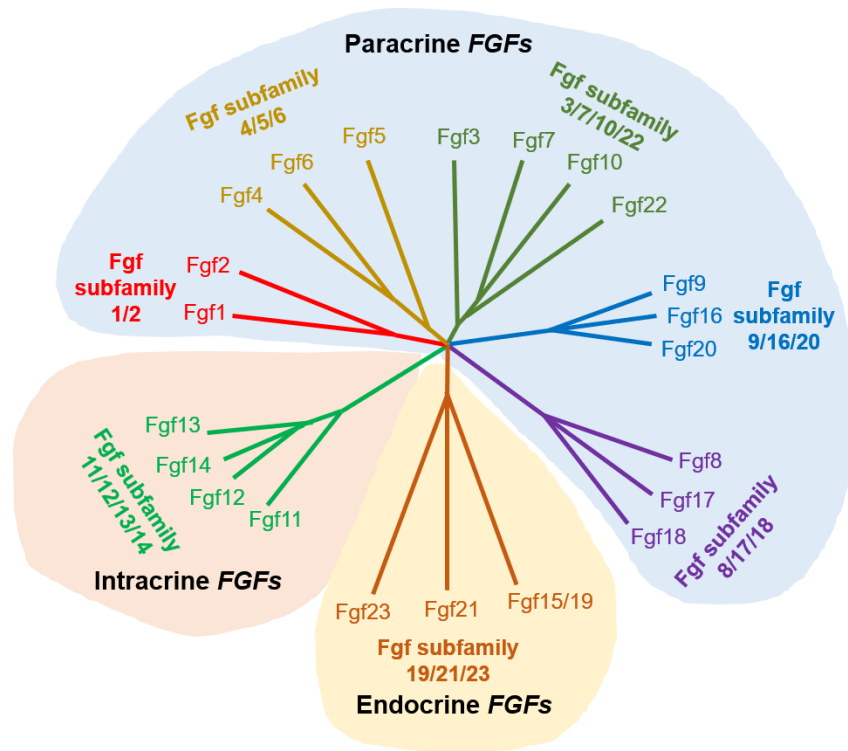 Paracrine FGFs
Fgf subfamily
4/5/6
Fgf5
Fgf6
Fgf4
Fgf subfamily
3/7/10/22
Fgf3
Fgf7
Fgf10
Fgf22
Fgf
subfamily
1/2
Fgf2
Fgf1
Fgf9
Fgf16
Fgf20
Fgf
subfamily
9/16/20
Fgf8
Fgf17
Fgf18
Fgf subfamily
8/17/18
Fgf13
Fgf14
Fgf12
Fgf11
Fgf subfamily
11/12/13/14
Intracrine FGFs
Fgf23
Fgf21
Fgf15/19
Fgf subfamily
19/21/23
Endocrine FGFs